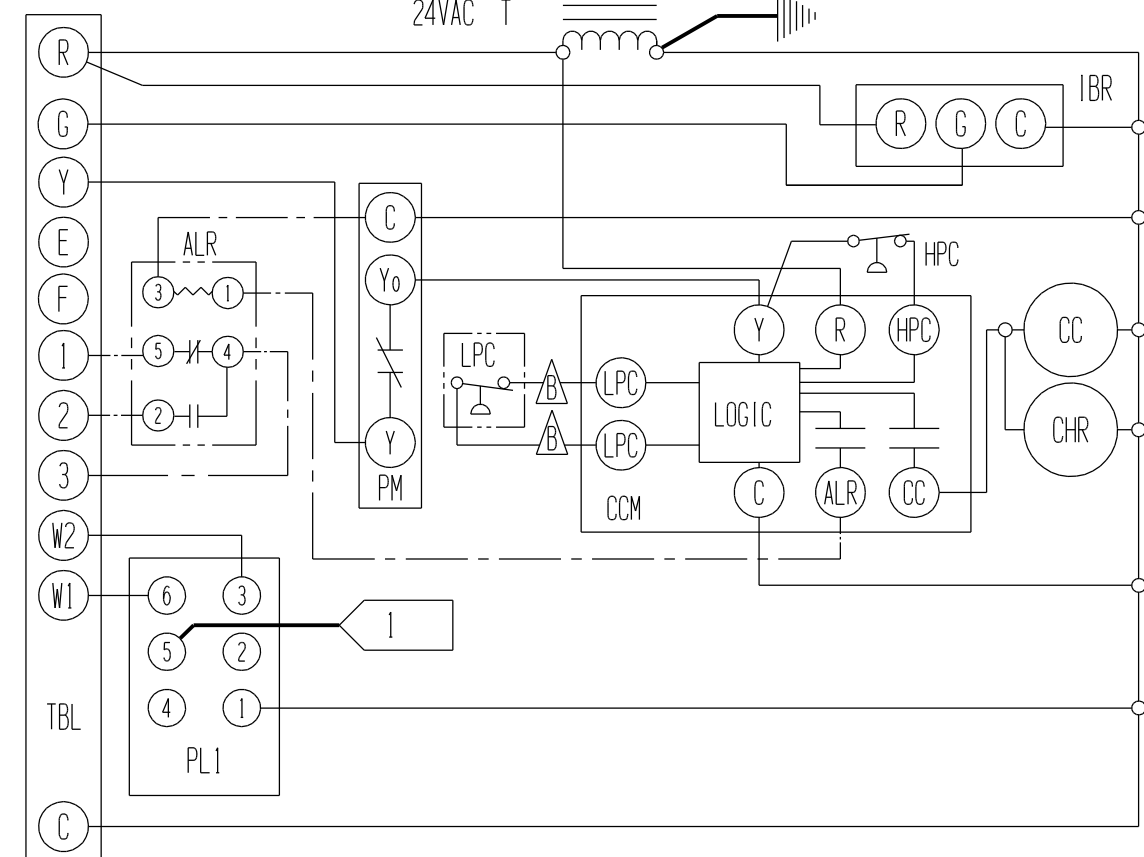 24VAC T
R
IBR
R G C
G
Y
C
E
ALR
HPC
Yo
3 1
F
Y R HPC
CC
1
5 4
LPC
B
LPC
LOGIC
2
2
B
LPC
CHR
Y
3
PM
C ALR CC
CCM
W2
W1
6 3
1
5 2
4 1
TBL
PL1
C